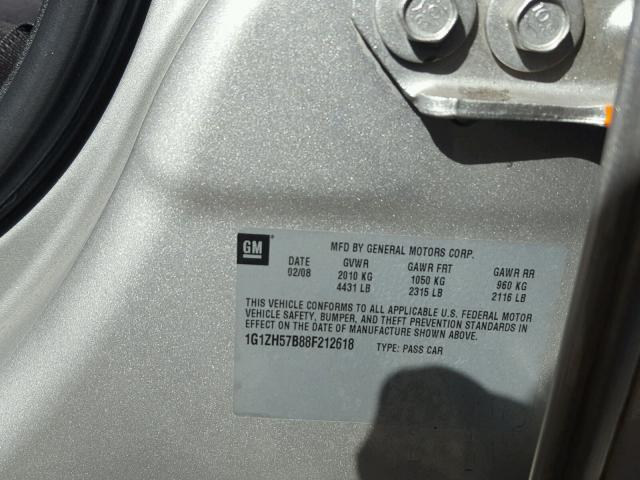 GM
MFD BY GENERAL MOTORS CORP.
DATE GVWR GAWR FRT GAWR RR
02/08 2010 KG 1050 KG 960 KG
4431 LB 2315 LB 2116 LB
THIS VEHICLE CONFORMS TO ALL APPLICABLE U.S. FEDERAL MOTOR
VEHICLE SAFETY, BUMPER, AND THEFT PREVENTION STANDARDS IN
EFFECT ON THE DATE OF MANUFACTURE SHOWN ABOVE.
1G1ZH57B88F212618 TYPE: PASS CAR